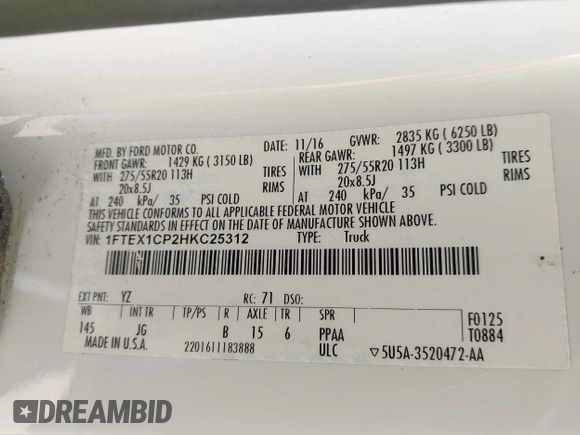 MFD. BY FORD MOTOR CO. DATE: 11/16 GVWR: 2835 KG ( 6250 LB)
FRONT GAWR: 1429 KG ( 3150 LB) REAR GAWR: 1497 KG ( 3300 LB)
WITH 275/55R20 113H TIRES WITH 275/55R20 113H TIRES
20x8.5J RIMS 20x8.5J RIMS
AT 240 kPa/ 35 PSI COLD AT 240 kPa/ 35 PSI COLD
THIS VEHICLE CONFORMS TO ALL APPLICABLE FEDERAL MOTOR VEHICLE
SAFETY STANDARDS IN EFFECT ON THE DATE OF MANUFACTURE SHOWN ABOVE.
VIN: 1FTEX1CP2HKC25312 TYPE: Truck
EXT PNT: YZ RC: 71 DSO:
WB INT TR TP/PS R AXLE TR SPR F0125
145 JG B 15 6 PPAA T0884
MADE IN U.S.A. 2201611183888 ULC ▽5U5A-3520472-AA
DREAMBID